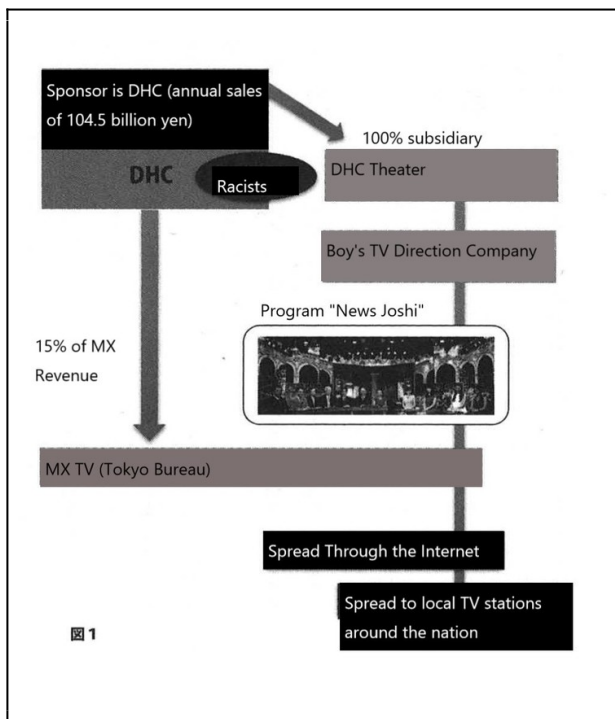 Sponsor is DHC (annual sales
of 104.5 billion yen)
100% subsidiary
DHC
Racists
DHC Theater
Boy's TV Direction Company
Program "News Joshi"
15% of MX
Revenue
MX TV (Tokyo Bureau)
Spread Through the Internet
Spread to local TV stations
around the nation
図1